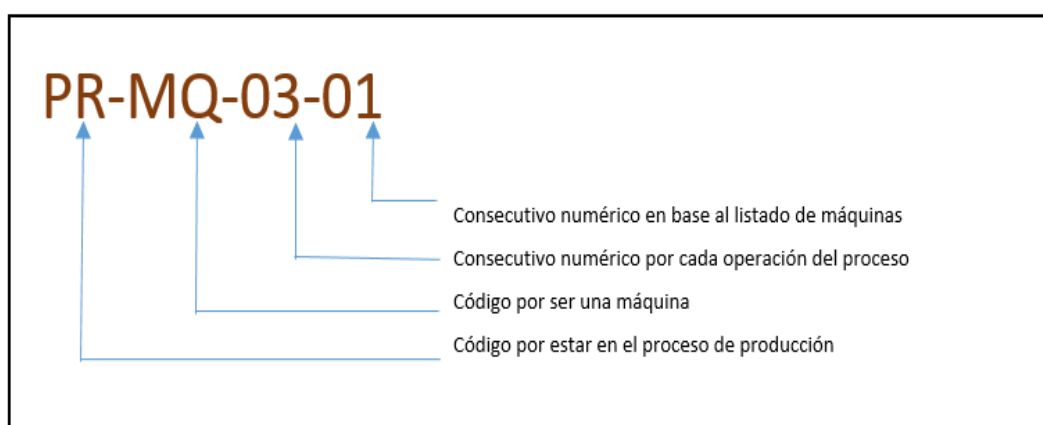 PR-MQ-03-01
Consecutivo numérico en base al listado de máquinas
Consecutivo numérico por cada operación del proceso
Código por ser una máquina
Código por estar en el proceso de producción